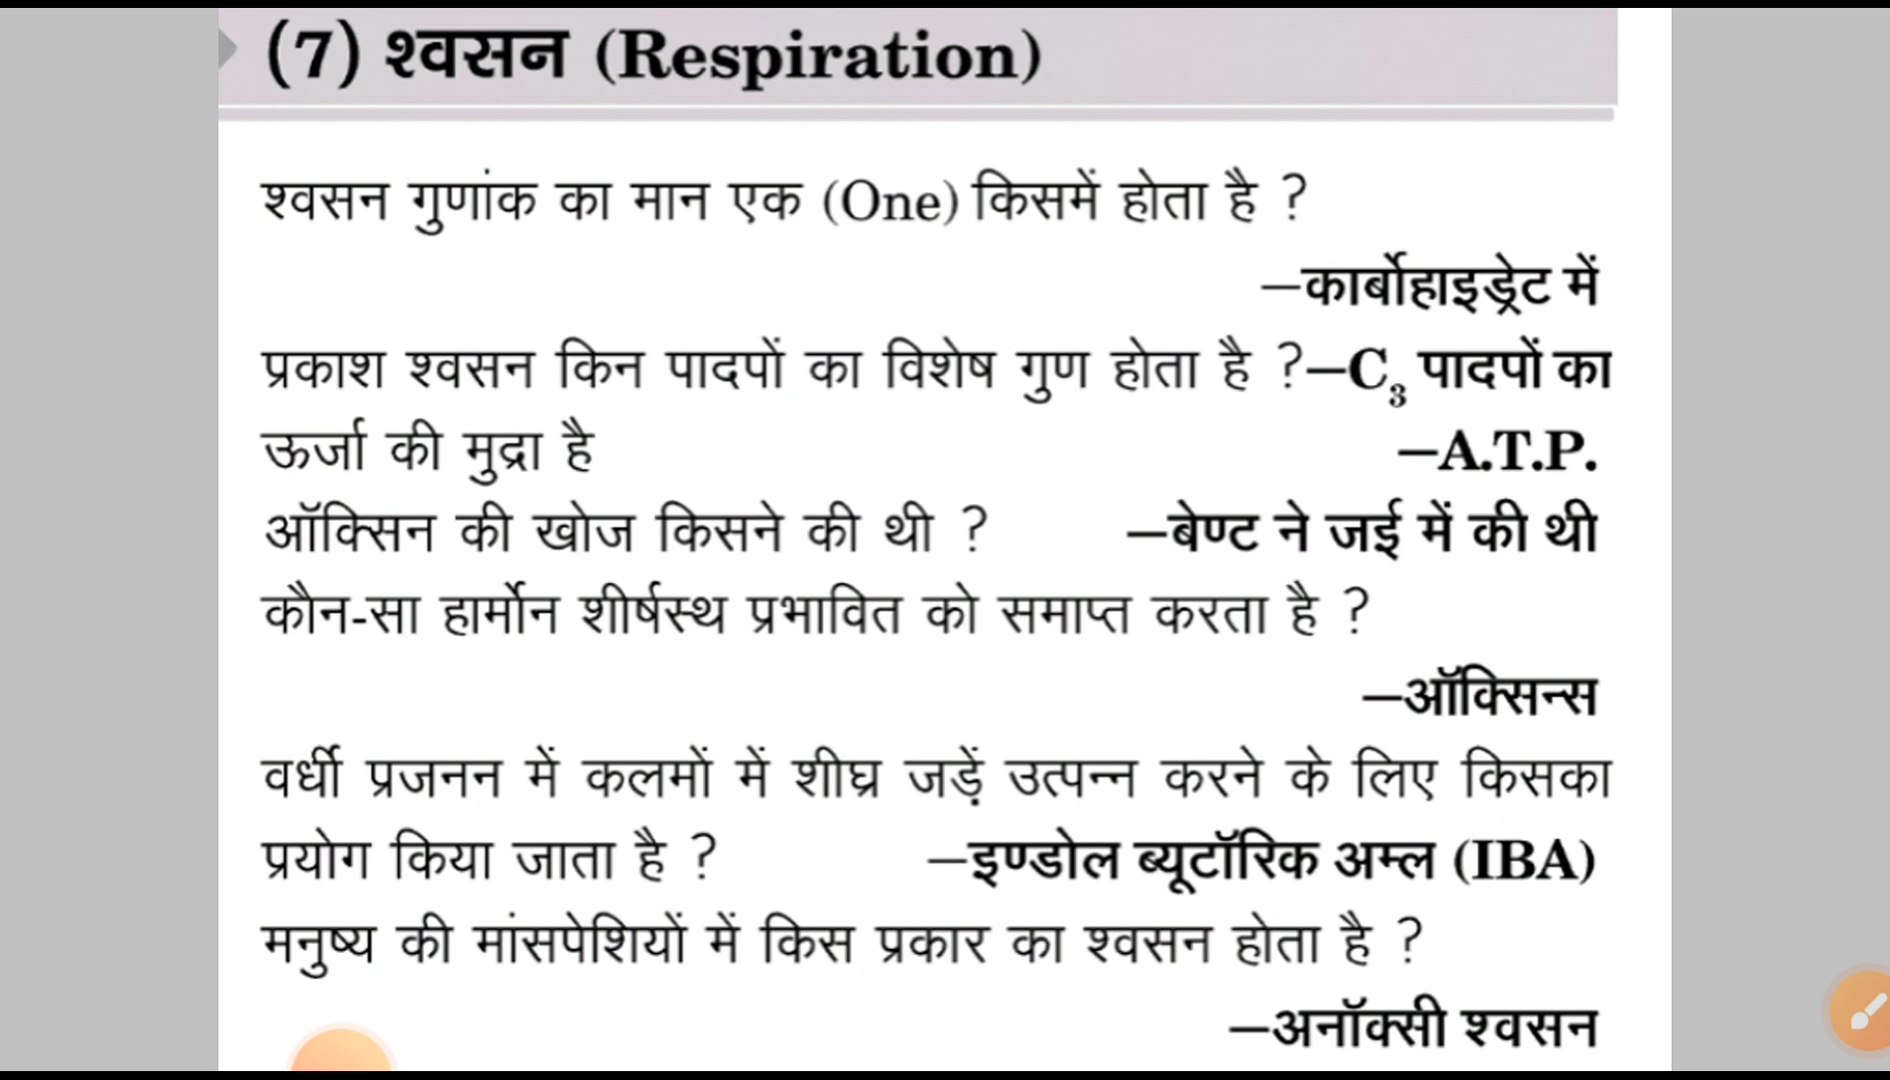 (7) श्वसन (Respiration)
श्वसन गुणांक का मान एक (One) किसमें होता है ?
–कार्बोहाइड्रेट में
प्रकाश श्वसन किन पादपों का विशेष गुण होता है ?–C₃ पादपों का
ऊर्जा की मुद्रा है –A.T.P.
ऑक्सिन की खोज किसने की थी ? –बेण्ट ने जई में की थी
कौन-सा हार्मोन शीर्षस्थ प्रभावित को समाप्त करता है ?
–ऑक्सिन्स
वर्धी प्रजनन में कलमों में शीघ्र जड़ें उत्पन्न करने के लिए किसका
प्रयोग किया जाता है ? –इण्डोल ब्यूटॉरिक अम्ल (IBA)
मनुष्य की मांसपेशियों में किस प्रकार का श्वसन होता है ?
–अनॉक्सी श्वसन